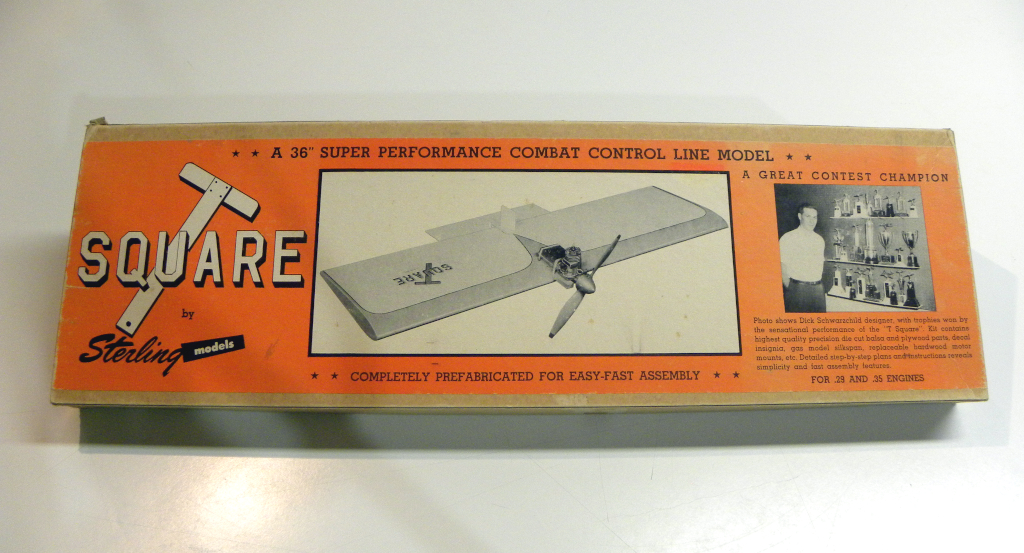 ★ ★ A 36" SUPER PERFORMANCE COMBAT CONTROL LINE MODEL ★ ★
T SQUARE
by
Sterling models
SQUARE
A GREAT CONTEST CHAMPION
Photo shows Dick Schwarzchild designer, with trophies won by
the sensational performance of the "T Square". Kit contains
highest quality precision die cut balsa and plywood parts, decal
insignia, gas model silkspan, replaceable hardwood motor
mounts, etc. Detailed step-by-step plans and instructions reveals
simplicity and fast assembly features.
FOR .29 AND .35 ENGINES
★ ★ COMPLETELY PREFABRICATED FOR EASY-FAST ASSEMBLY ★ ★